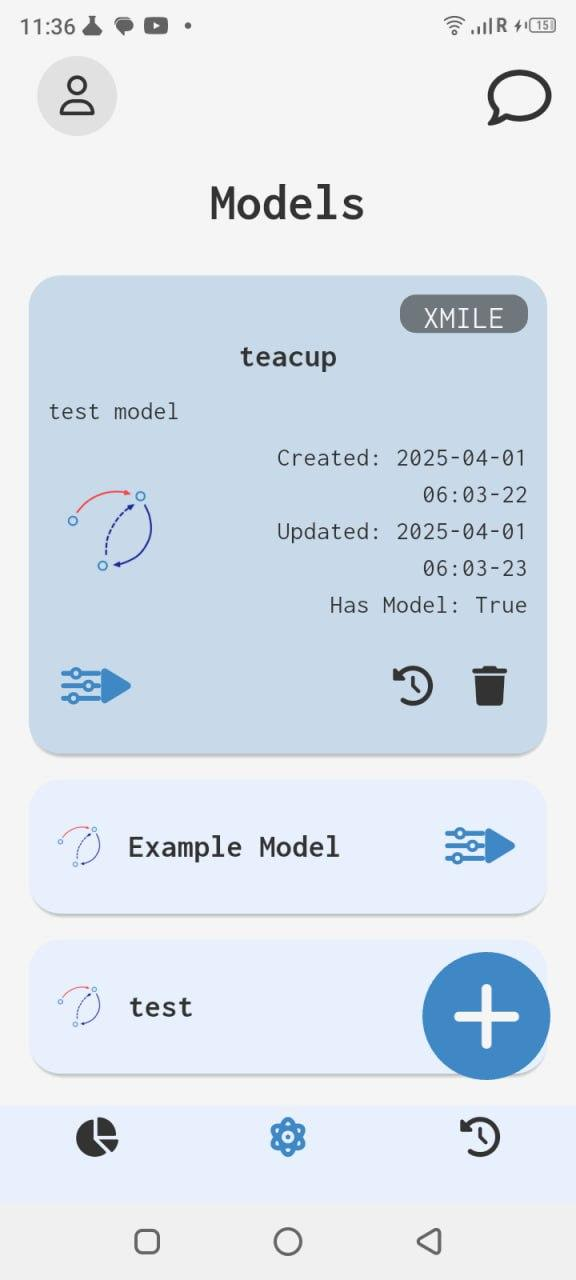 11:36 R 15
Models
XMILE
teacup
test model
Created: 2025-04-01
06:03-22
Updated: 2025-04-01
06:03-23
Has Model: True
Example Model
test